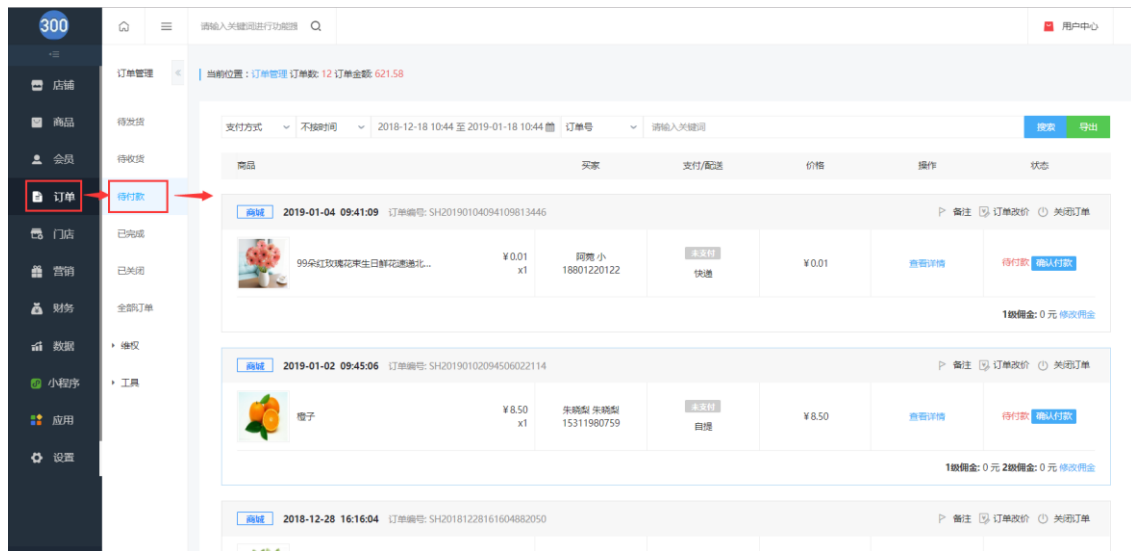 300
请输入关键词进行功能搜
用户中心
店铺
商品
会员
订单
门店
营销
财务
数据
小程序
应用
设置
订单管理
待发货
待收货
待付款
已完成
已关闭
全部订单
维权
工具
当前位置：订单管理 订单数: 12 订单金额: 621.58
支付方式 不按时间 2018-12-18 10:44 至 2019-01-18 10:44 订单号 请输入关键词 搜索 导出
商品 买家 支付/配送 价格 操作 状态
商城 2019-01-04 09:41:09 订单编号: SH20190104094109813446 备注 订单改价 关闭订单
99朵红玫瑰花束生日鲜花速递北... ¥0.01 x1 阿莞 小 18801220122 未支付 快递 ¥0.01 查看详情 待付款 确认付款
1级佣金: 0 元 修改佣金
商城 2019-01-02 09:45:06 订单编号: SH20190102094506022114 备注 订单改价 关闭订单
橙子 ¥8.50 x1 朱晓梨 朱晓梨 15311980759 未支付 自提 ¥8.50 查看详情 待付款 确认付款
1级佣金: 0 元 2级佣金: 0 元 修改佣金
商城 2018-12-28 16:16:04 订单编号: SH20181228161604882050 备注 订单改价 关闭订单